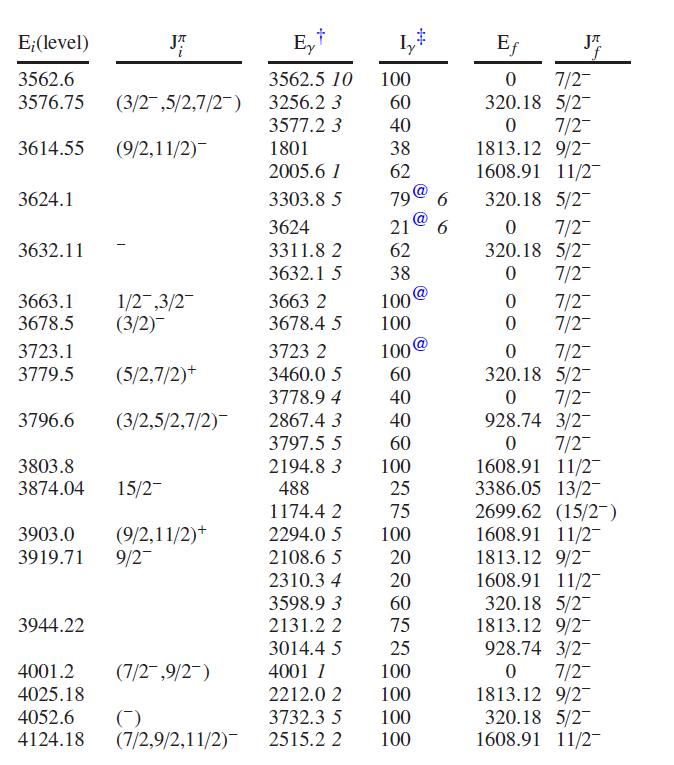 Ei(level) Jπi Eγ† Iγ‡ Ef Jπf
3562.6 3562.5 10 100 0 7/2−
3576.75 (3/2−,5/2,7/2−) 3256.2 3 60 320.18 5/2−
3577.2 3 40 0 7/2−
3614.55 (9/2,11/2)− 1801 38 1813.12 9/2−
2005.6 1 62 1608.91 11/2−
3624.1 3303.8 5 79@ 6 320.18 5/2−
3624 21@ 6 0 7/2−
3632.11 − 3311.8 2 62 320.18 5/2−
3632.1 5 38 0 7/2−
3663.1 1/2−,3/2− 3663 2 100@ 0 7/2−
3678.5 (3/2)− 3678.4 5 100 0 7/2−
3723.1 3723 2 100@ 0 7/2−
3779.5 (5/2,7/2)+ 3460.0 5 60 320.18 5/2−
3778.9 4 40 0 7/2−
3796.6 (3/2,5/2,7/2)− 2867.4 3 40 928.74 3/2−
3797.5 5 60 0 7/2−
3803.8 2194.8 3 100 1608.91 11/2−
3874.04 15/2− 488 25 3386.05 13/2−
1174.4 2 75 2699.62 (15/2−)
3903.0 (9/2,11/2)+ 2294.0 5 100 1608.91 11/2−
3919.71 9/2− 2108.6 5 20 1813.12 9/2−
2310.3 4 20 1608.91 11/2−
3598.9 3 60 320.18 5/2−
3944.22 2131.2 2 75 1813.12 9/2−
3014.4 5 25 928.74 3/2−
4001.2 (7/2−,9/2−) 4001 1 100 0 7/2−
4025.18 2212.0 2 100 1813.12 9/2−
4052.6 (−) 3732.3 5 100 320.18 5/2−
4124.18 (7/2,9/2,11/2)− 2515.2 2 100 1608.91 11/2−